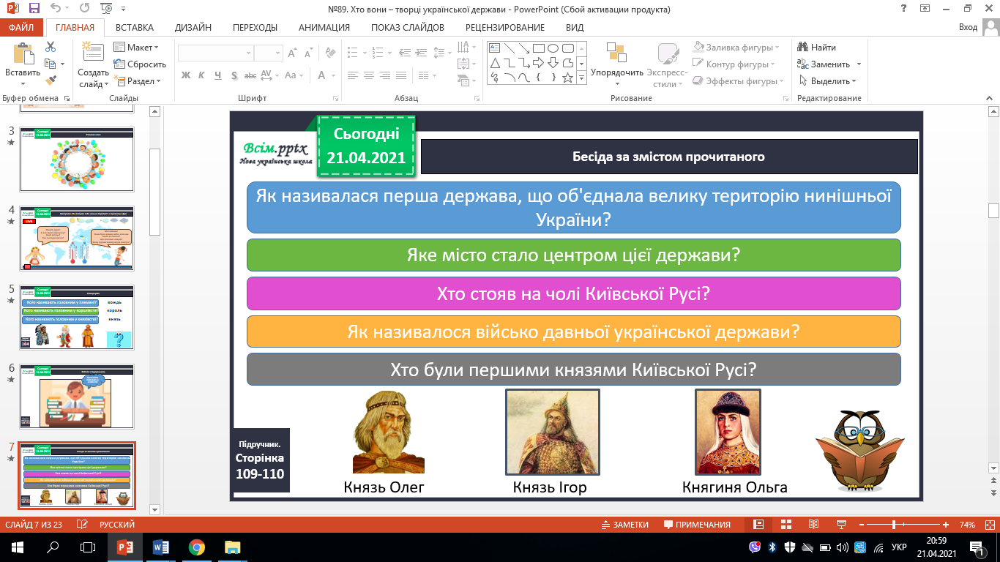 №89. Хто вони – творці української держави - PowerPoint (Сбой активации продукта)
ФАЙЛ ГЛАВНАЯ ВСТАВКА ДИЗАЙН ПЕРЕХОДЫ АНИМАЦИЯ ПОКАЗ СЛАЙДОВ РЕЦЕНЗИРОВАНИЕ ВИД Вход
Вставить
Создать слайд
Макет
Сбросить
Раздел
Ж К Ч S abc AV Aa A
Упорядочить
Экспресс-стили
Заливка фигуры
Контур фигуры
Эффекты фигуры
Найти
Заменить
Выделить
Буфер обмена Слайды Шрифт Абзац Рисование Редактирование
3
4
LIVE
5
Кого називають головним у племені? вождь
Кого називають головним у королівстві? король
Кого називають головним у князівстві? князь
104
6
7
Сьогодні
21.04.2021
Всім.pptx
Нова українська школа
Бесіда за змістом прочитаного
Як називалася перша держава, що об'єднала велику територію нинішньої
України?
Яке місто стало центром цієї держави?
Хто стояв на чолі Київської Русі?
Як називалося військо давньої української держави?
Хто були першими князями Київської Русі?
Підручник.
Сторінка
109-110
Князь Олег
Князь Ігор
Княгиня Ольга
СЛАЙД 7 ИЗ 23 РУССКИЙ ЗАМЕТКИ ПРИМЕЧАНИЯ 74%
УКР
20:59
21.04.2021
1